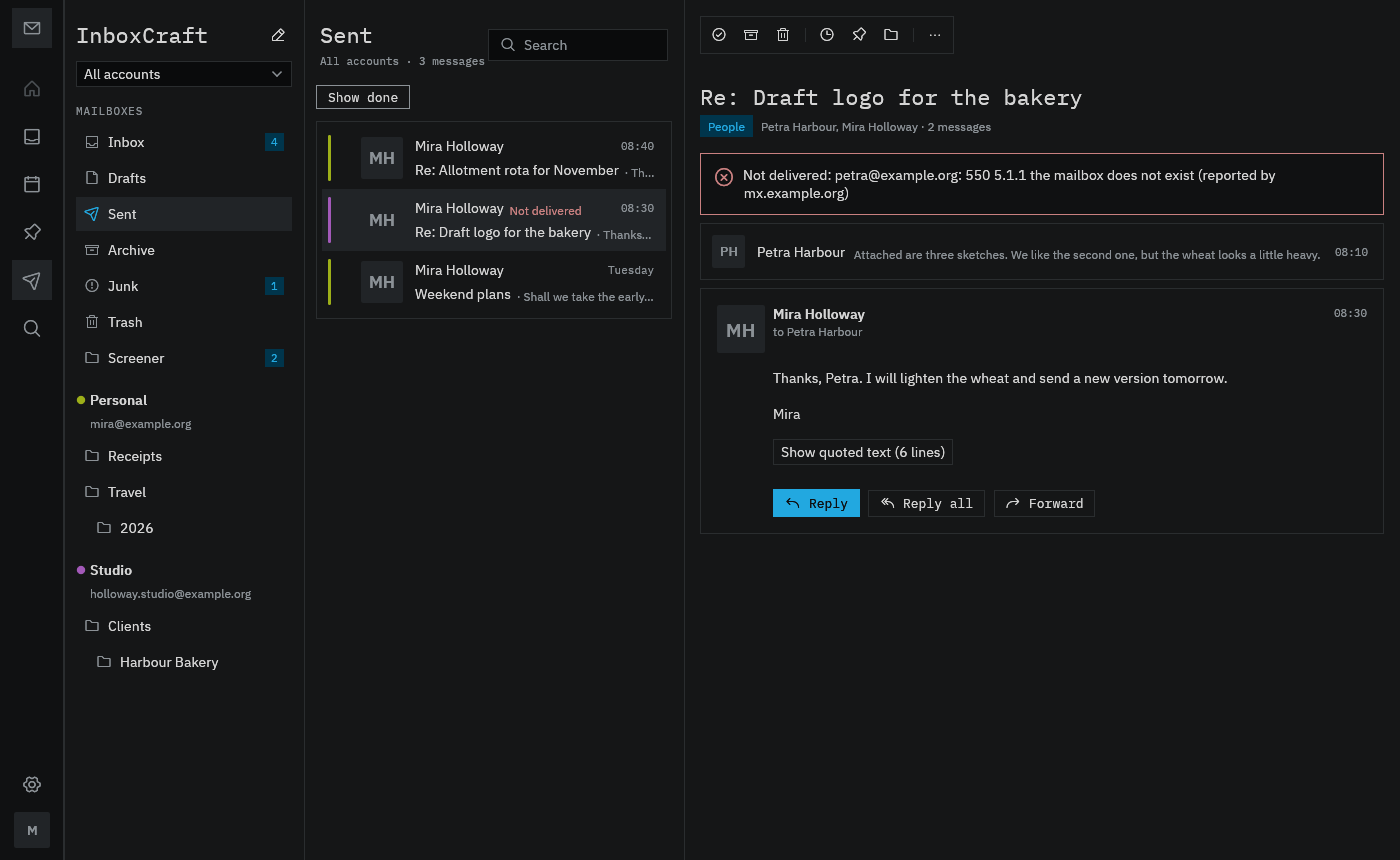 InboxCraft
All accounts
MAILBOXES
Inbox 4
Drafts
Sent
Archive
Junk 1
Trash
Screener 2
Personal
mira@example.org
Receipts
Travel
2026
Studio
holloway.studio@example.org
Clients
Harbour Bakery
M
Sent
All accounts · 3 messages
Search
Show done
MH
Mira Holloway 08:40
Re: Allotment rota for November · Th…
MH
Mira Holloway Not delivered 08:30
Re: Draft logo for the bakery · Thanks…
MH
Mira Holloway Tuesday
Weekend plans · Shall we take the early…
Re: Draft logo for the bakery
People Petra Harbour, Mira Holloway · 2 messages
Not delivered: petra@example.org: 550 5.1.1 the mailbox does not exist (reported by
mx.example.org)
PH Petra Harbour Attached are three sketches. We like the second one, but the wheat looks a little heavy. 08:10
MH
Mira Holloway 08:30
to Petra Harbour
Thanks, Petra. I will lighten the wheat and send a new version tomorrow.
Mira
Show quoted text (6 lines)
Reply Reply all Forward